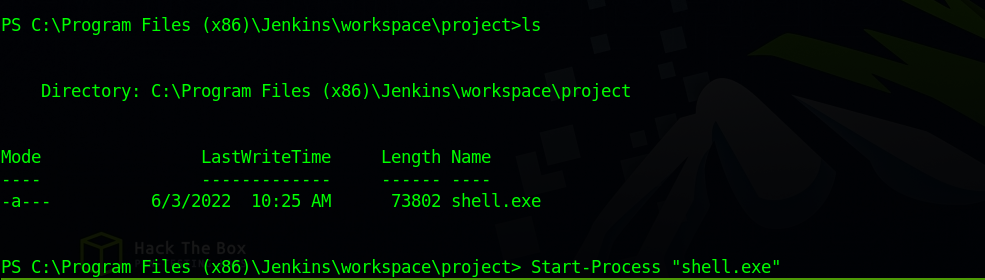 PS C:\Program Files (x86)\Jenkins\workspace\project>ls
Directory: C:\Program Files (x86)\Jenkins\workspace\project
Mode LastWriteTime Length Name
---- ------------- ------ ----
-a--- 6/3/2022 10:25 AM 73802 shell.exe
Hack The Box
PS C:\Program Files (x86)\Jenkins\workspace\project> Start-Process "shell.exe"